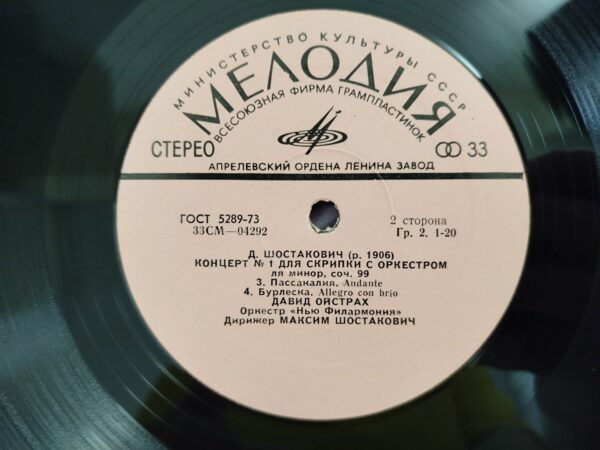 МИНИСТЕРСТВО КУЛЬТУРЫ СССР
МЕЛОДИЯ
ВСЕСОЮЗНАЯ ФИРМА ГРАМПЛАСТИНОК
СТЕРЕО
33
АПРЕЛЕВСКИЙ ОРДЕНА ЛЕНИНА ЗАВОД
ГОСТ 5289-73
2 сторона
33СМ—04292
Гр. 2. 1-20
Д. ШОСТАКОВИЧ (р. 1906)
КОНЦЕРТ № 1 ДЛЯ СКРИПКИ С ОРКЕСТРОМ
ля минор, соч. 99
3. Пассакалия. Andante
4. Бурлеска. Allegro con brio
ДАВИД ОЙСТРАХ
Оркестр «Нью Филармония»
Дирижер МАКСИМ ШОСТАКОВИЧ